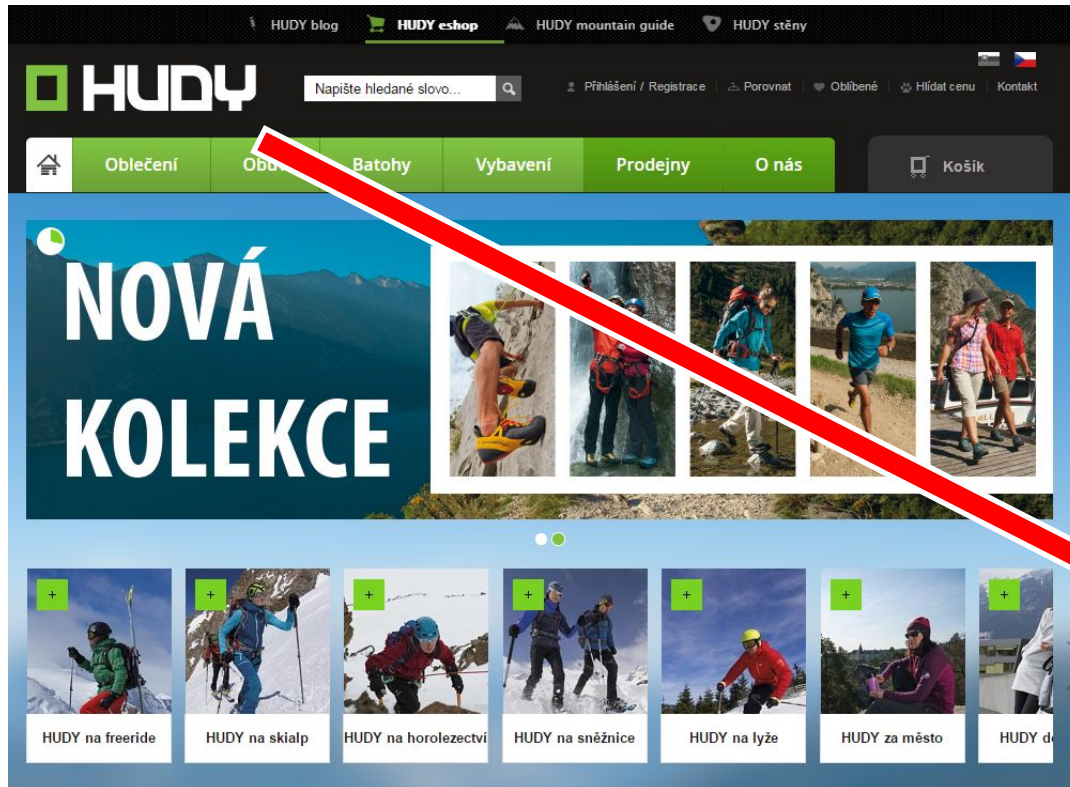 HUDY blog HUDY eshop HUDY mountain guide HUDY stěny
HUDY
Napište hledané slovo...
Přihlášení / Registrace Porovnat Oblíbené Hlídat cenu Kontakt
Oblečení Batohy Vybavení Prodejny O nás Košík
NOVÁ
KOLEKCE
+ + + + + + +
HUDY na freeride HUDY na skialp HUDY na horolezectví HUDY na sněžnice HUDY na lyže HUDY za město HUDY